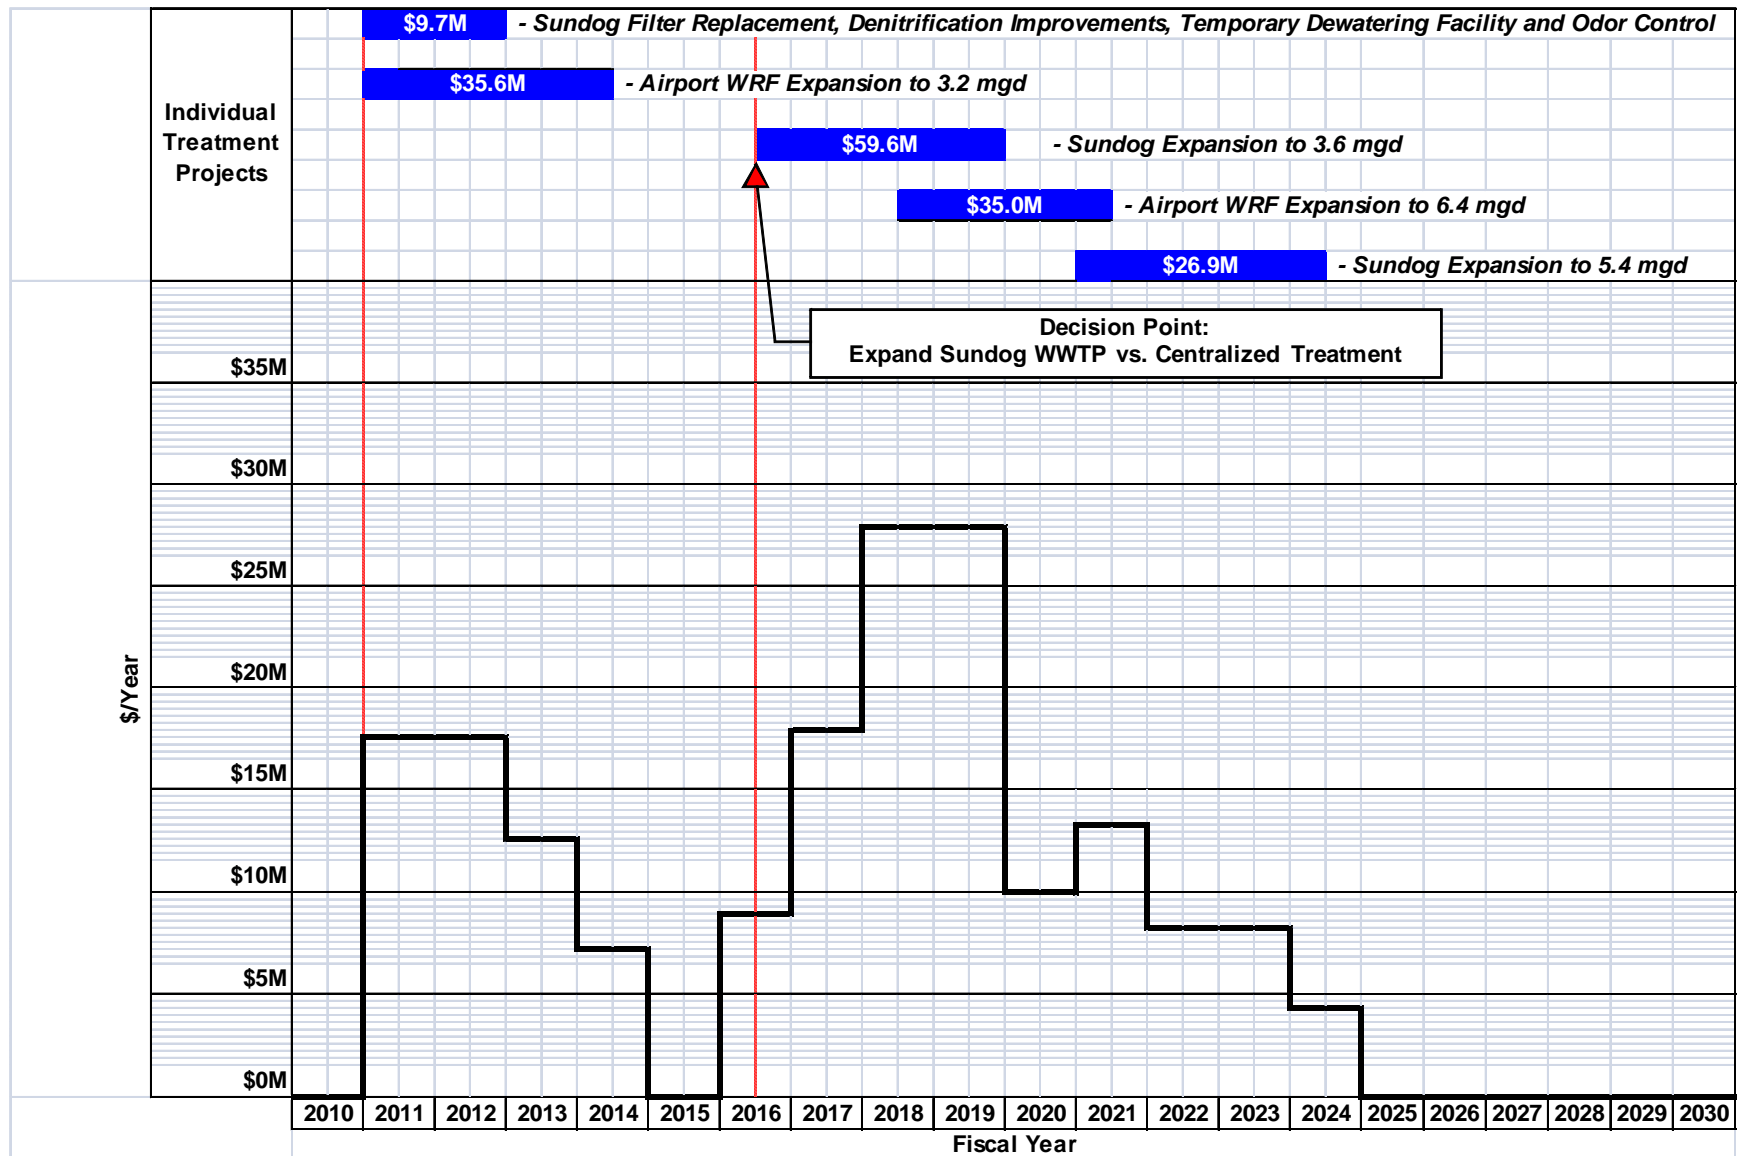 $9.7M - Sundog Filter Replacement, Denitrification Improvements, Temporary Dewatering Facility and Odor Control
$35.6M - Airport WRF Expansion to 3.2 mgd
Individual
Treatment
Projects
$59.6M - Sundog Expansion to 3.6 mgd
$35.0M - Airport WRF Expansion to 6.4 mgd
$26.9M - Sundog Expansion to 5.4 mgd
Decision Point:
Expand Sundog WWTP vs. Centralized Treatment
$35M
$30M
$25M
$20M
$15M
$10M
$5M
$0M
$/Year
2010 2011 2012 2013 2014 2015 2016 2017 2018 2019 2020 2021 2022 2023 2024 2025 2026 2027 2028 2029 2030
Fiscal Year